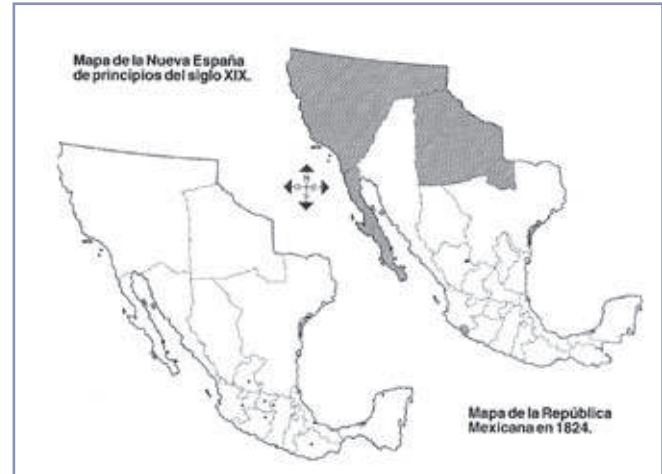 Mapa de la Nueva España
de principios del siglo XIX.
N
Mapa de la República
Mexicana en 1824.